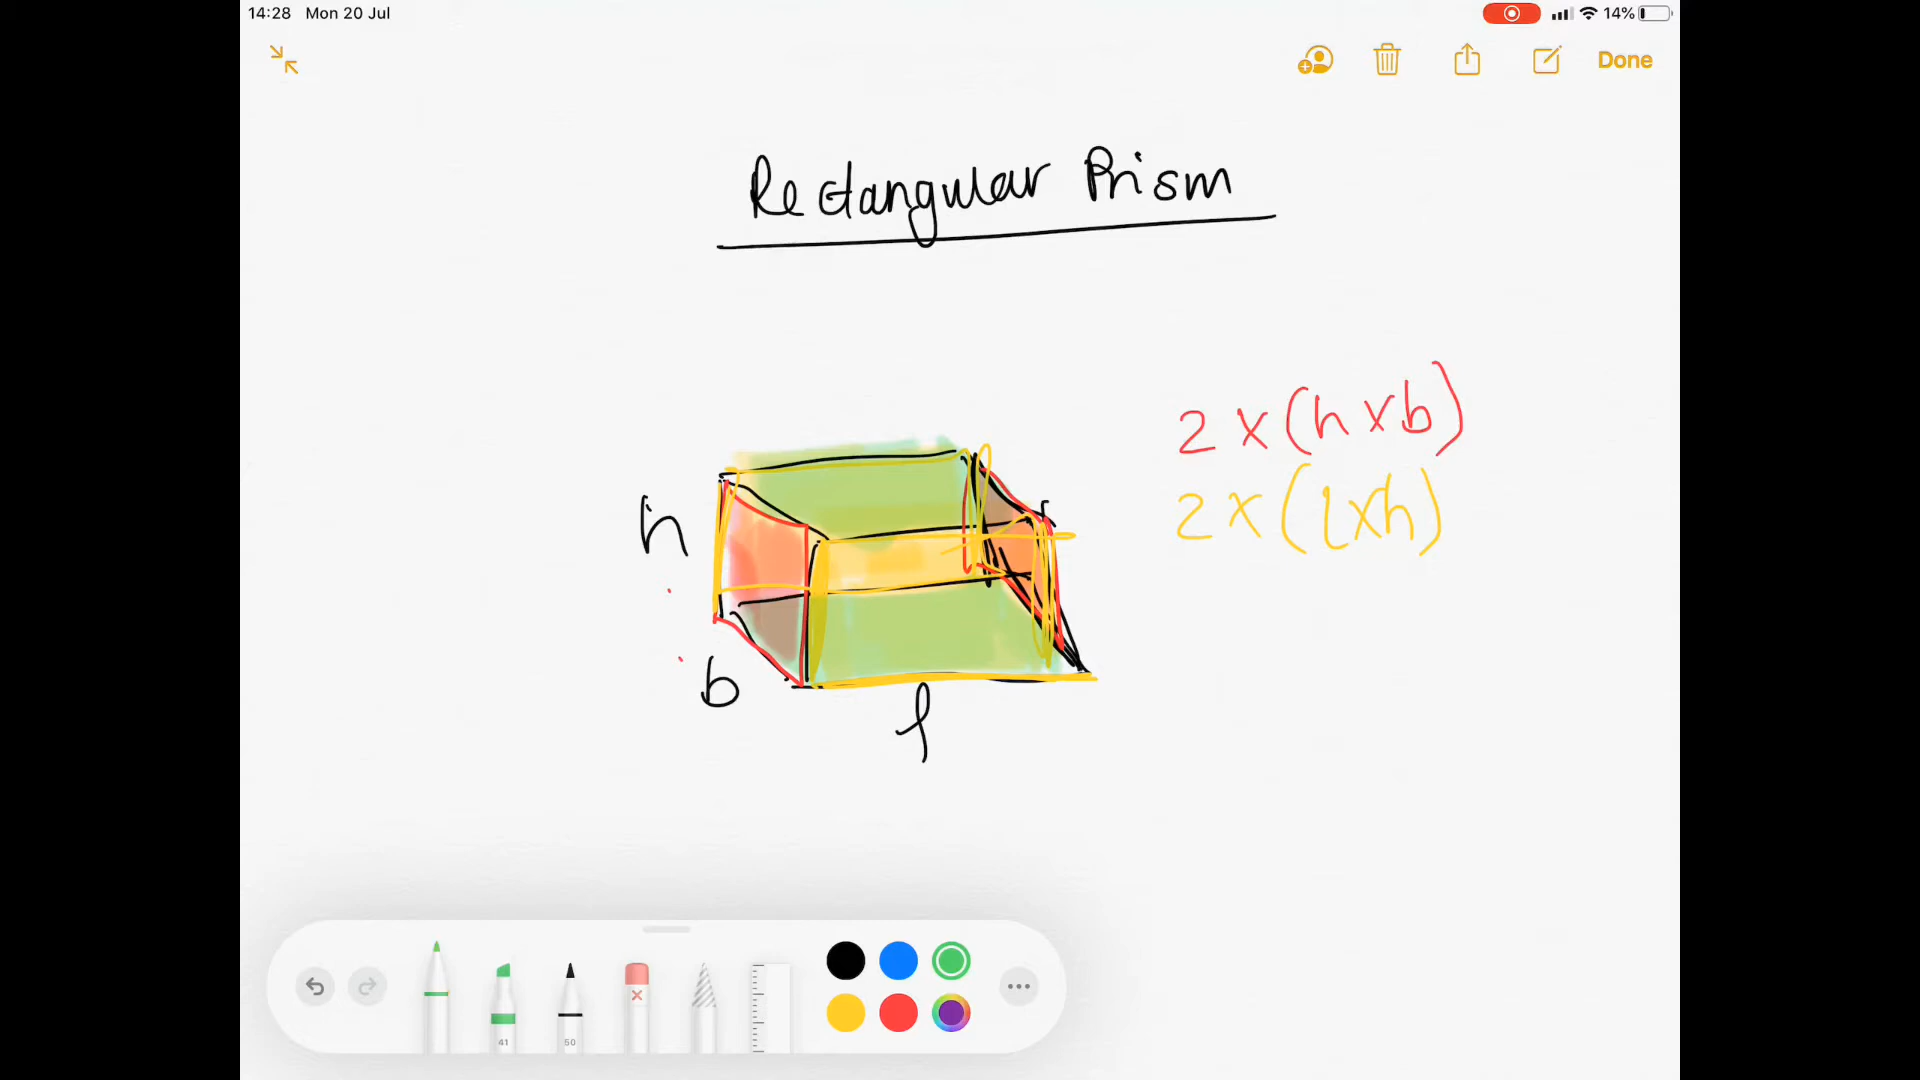 14:28 Mon 20 Jul 14%
Done
Rectangular Prism
2 x (h x b)
2 x (l x h)
h
b
l
41 50